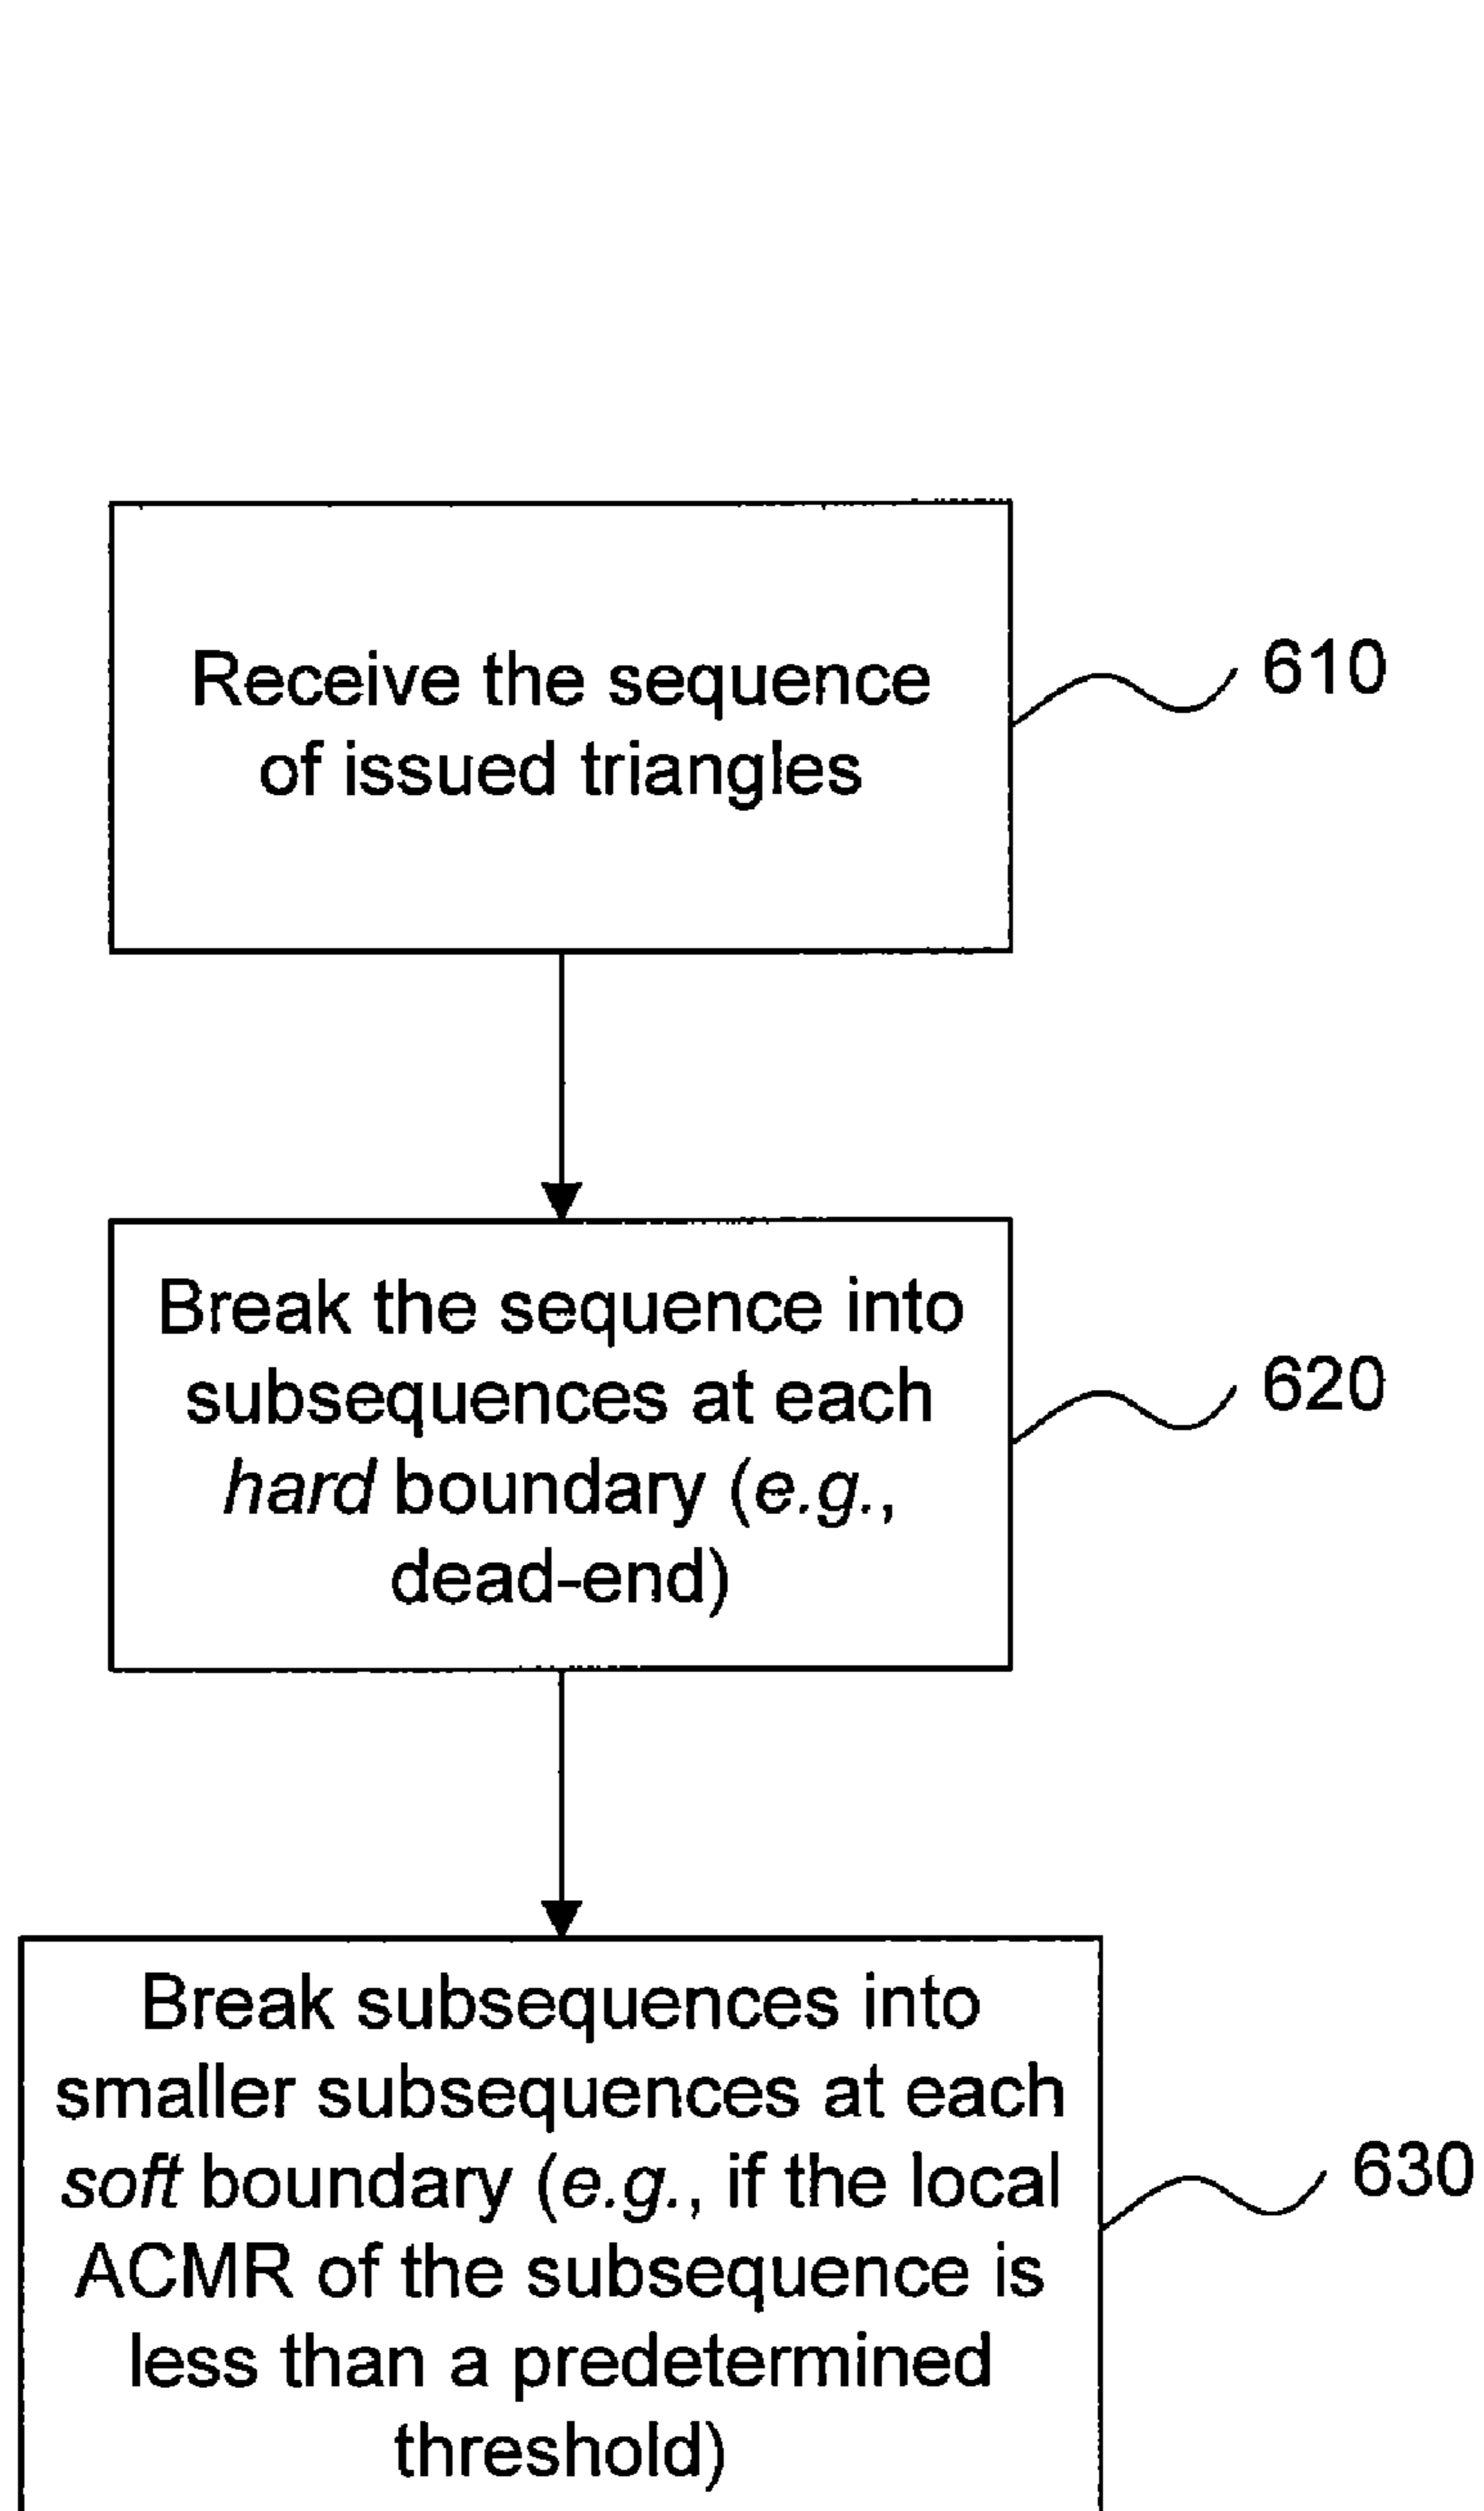 Receive the sequence
of issued triangles
610
Break the sequence into
subsequences at each
hard boundary (e.g.,
dead-end)
620
Break subsequences into
smaller subsequences at each
soft boundary (e.g., if the local
ACMR of the subsequence is
less than a predetermined
threshold)
630